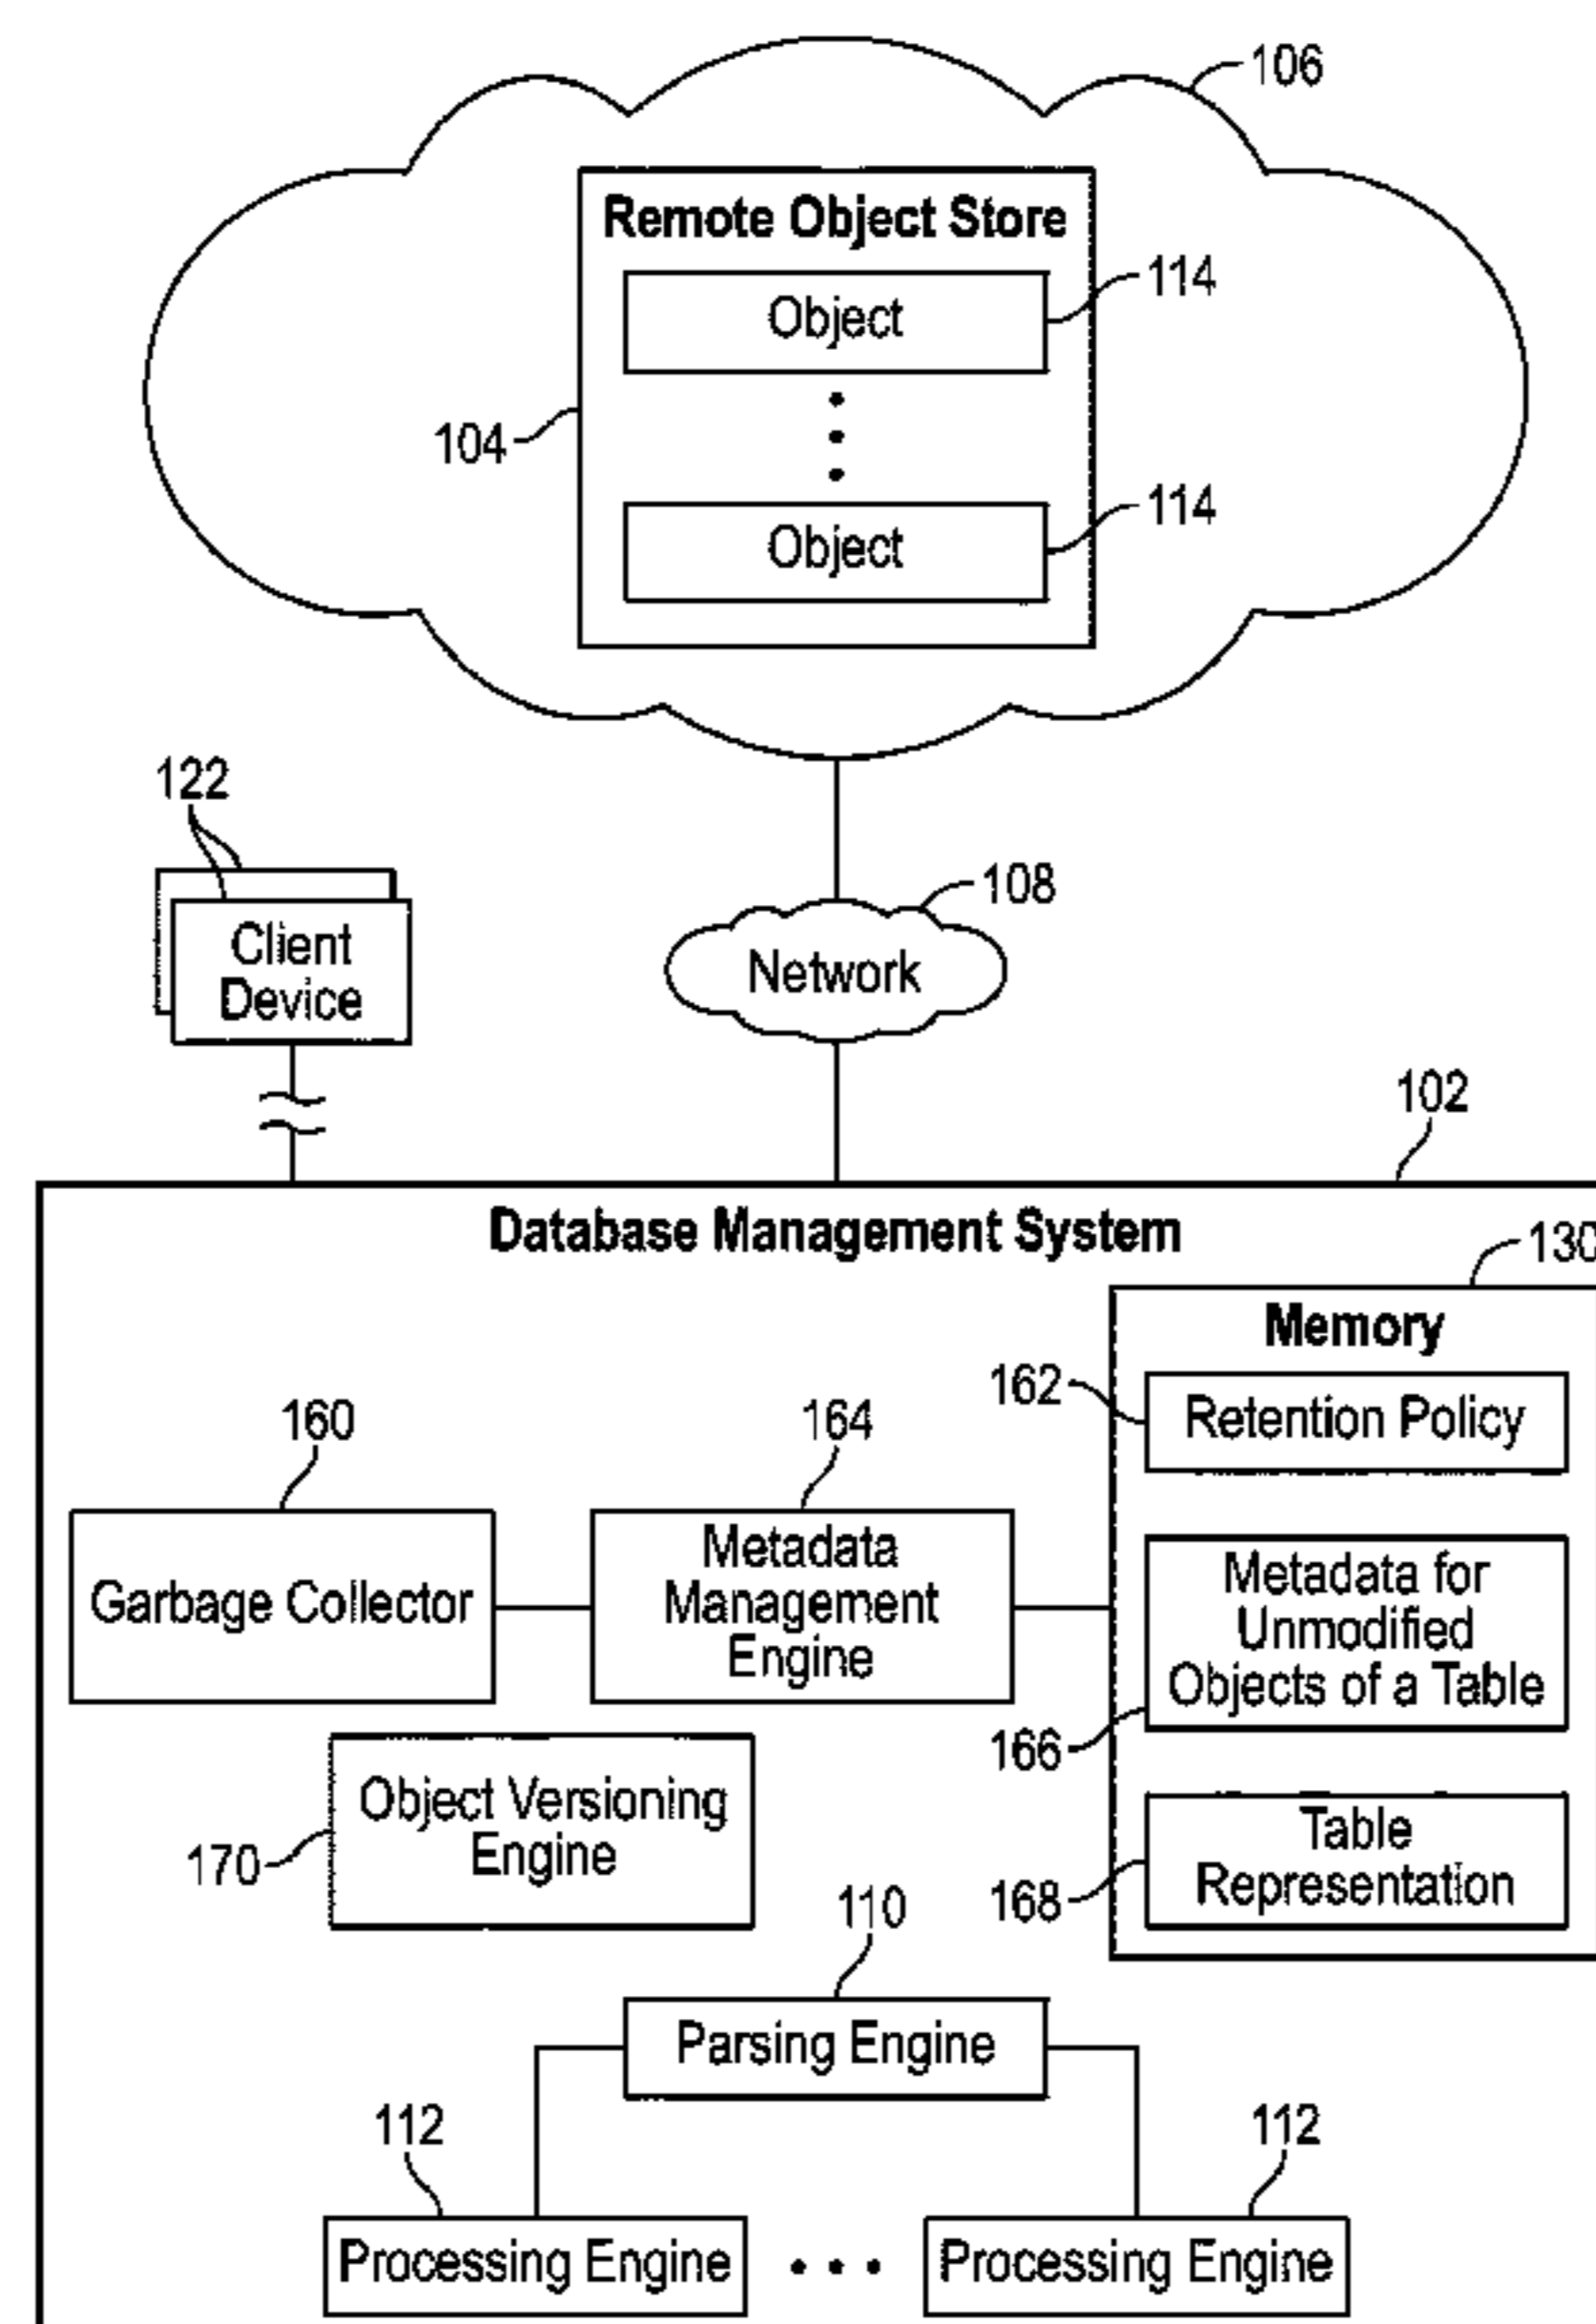 106
Remote Object Store
114
Object
104
114
Object
122
108
Client
Device
Network
102
Database Management System
130
Memory
162
Retention Policy
160
164
Garbage Collector
Metadata
Management
Engine
Metadata for
Unmodified
Objects of a Table
166
Object Versioning
Engine
170
Table
Representation
168
110
Parsing Engine
112
112
Processing Engine
Processing Engine